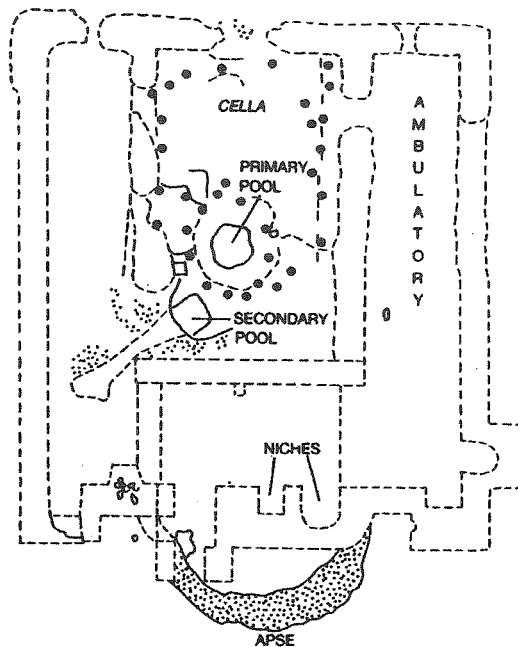 CELLA
AMBULATORY
PRIMARY
POOL
SECONDARY
POOL
NICHES
APSE